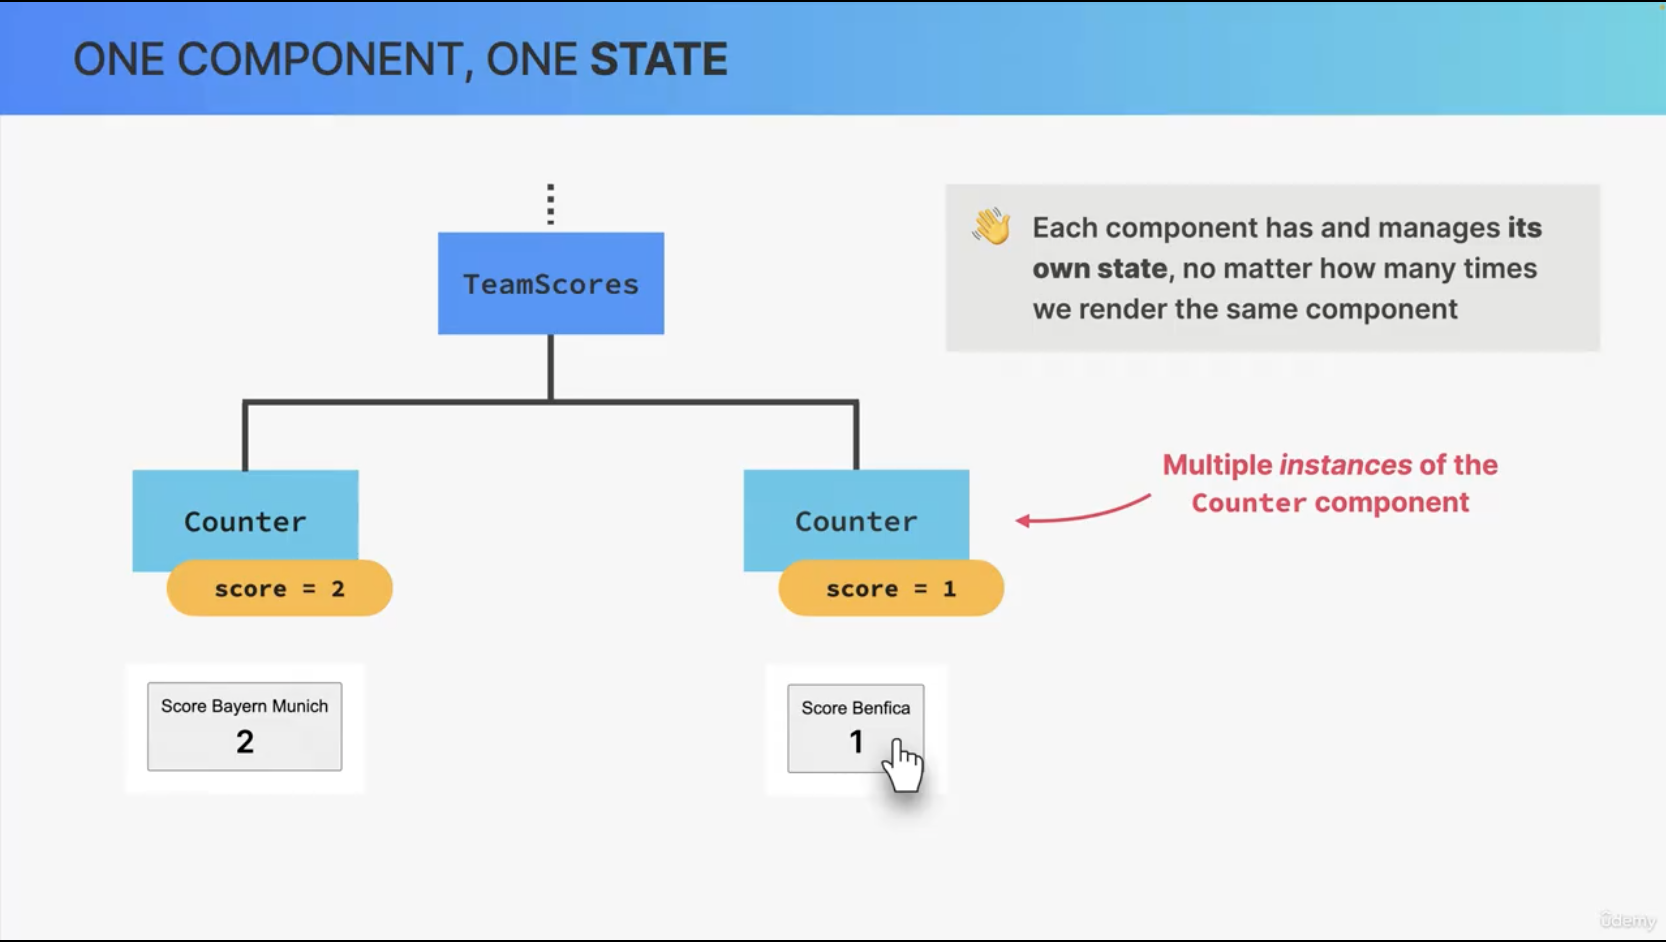 ONE COMPONENT, ONE STATE
TeamScores
👋 Each component has and manages its
own state, no matter how many times
we render the same component
Multiple instances of the
Counter component
Counter
score = 2
Counter
score = 1
Score Bayern Munich
2
Score Benfica
1
ûdemy